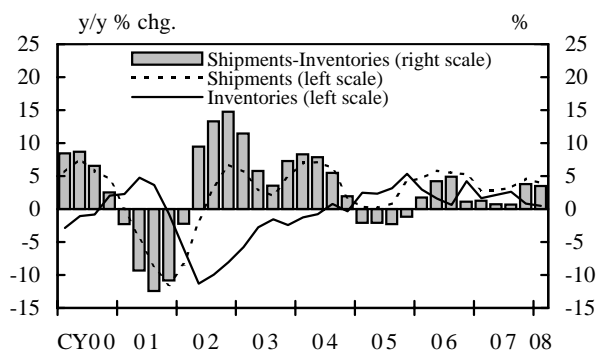 y/y % chg. %
25 25
Shipments-Inventories (right scale)
20 20
Shipments (left scale)
Inventories (left scale)
15 15
10 10
5 5
0 0
-5 -5
-10 -10
-15 -15
CY00 01 02 03 04 05 06 07 08